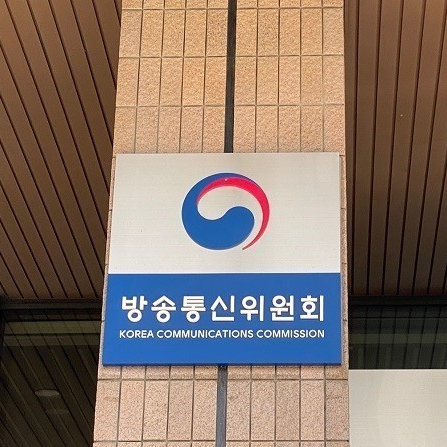 방송통신위원회
KOREA COMMUNICATIONS COMMISSION